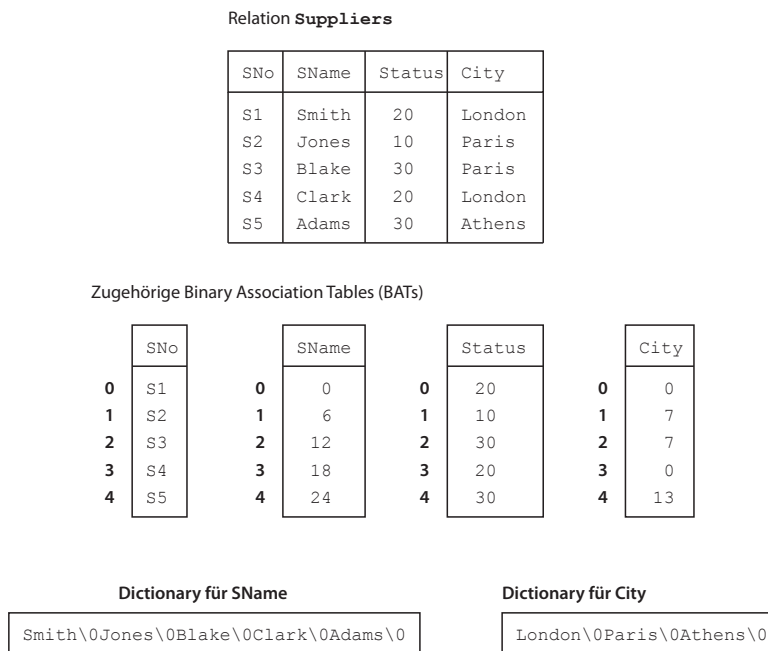 Relation Suppliers
SNo SName Status City
S1 Smith 20 London
S2 Jones 10 Paris
S3 Blake 30 Paris
S4 Clark 20 London
S5 Adams 30 Athens
Zugehörige Binary Association Tables (BATs)
SNo SName Status City
0 S1 0 0 0 20 0 0
1 S2 1 6 1 10 1 7
2 S3 2 12 2 30 2 7
3 S4 3 18 3 20 3 0
4 S5 4 24 4 30 4 13
Dictionary für SName Dictionary für City
Smith\0Jones\0Blake\0Clark\0Adams\0 London\0Paris\0Athens\0